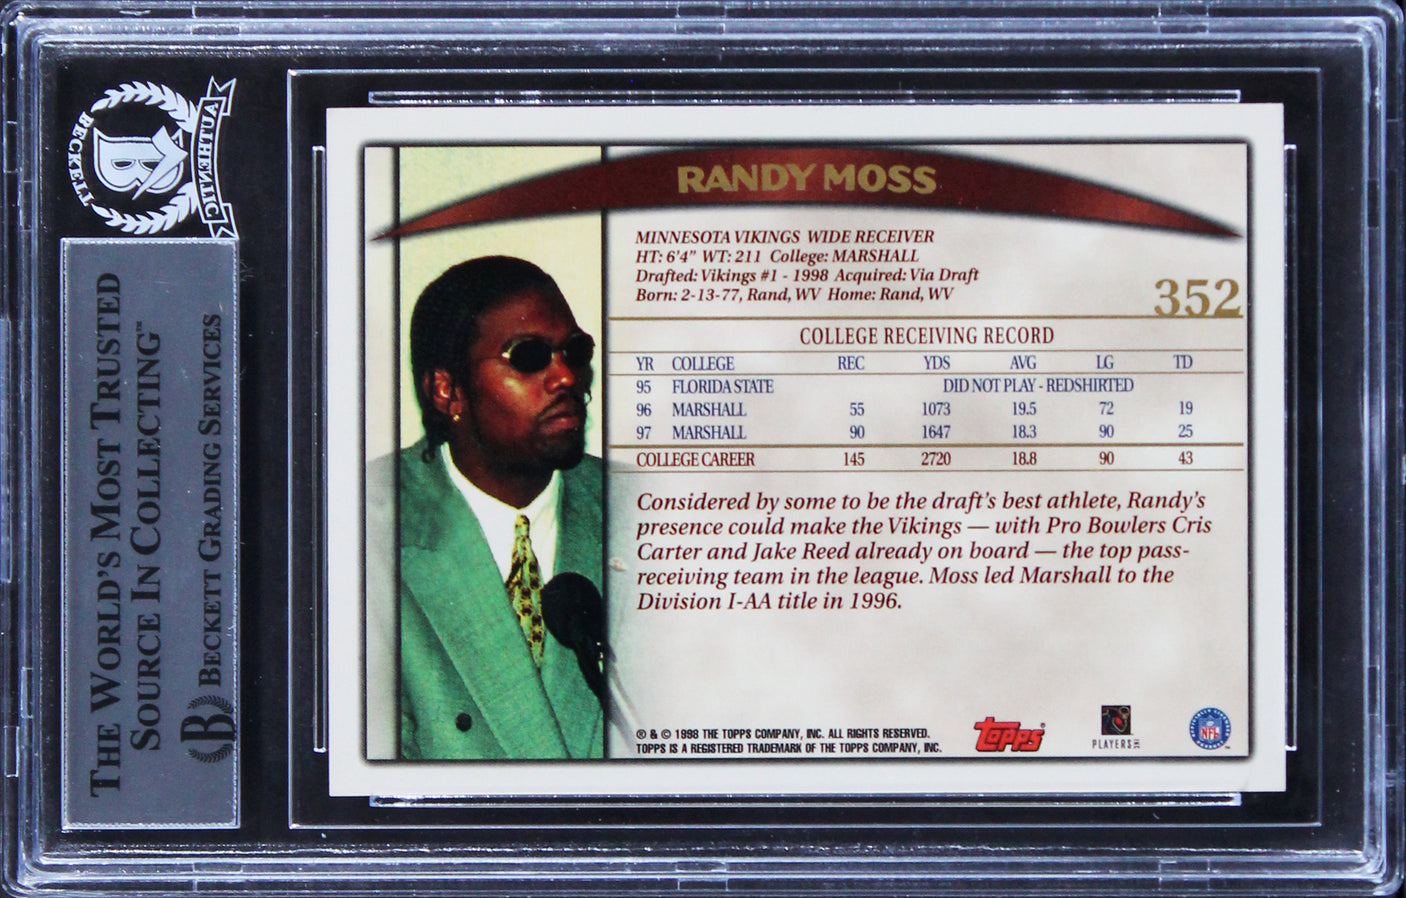 BECKETT
AUTHENTIC
B
THE WORLD'S MOST TRUSTED
SOURCE IN COLLECTING™
B BECKETT GRADING SERVICES
RANDY MOSS
MINNESOTA VIKINGS WIDE RECEIVER
HT: 6'4" WT: 211 College: MARSHALL
Drafted: Vikings #1 - 1998 Acquired: Via Draft
Born: 2-13-77, Rand, WV Home: Rand, WV
352
COLLEGE RECEIVING RECORD
YR COLLEGE REC YDS AVG LG TD
95 FLORIDA STATE DID NOT PLAY - REDSHIRTED
96 MARSHALL 55 1073 19.5 72 19
97 MARSHALL 90 1647 18.3 90 25
COLLEGE CAREER 145 2720 18.8 90 43
Considered by some to be the draft's best athlete, Randy's
presence could make the Vikings — with Pro Bowlers Cris
Carter and Jake Reed already on board — the top pass-
receiving team in the league. Moss led Marshall to the
Division I-AA title in 1996.
® & © 1998 THE TOPPS COMPANY, INC. ALL RIGHTS RESERVED.
TOPPS IS A REGISTERED TRADEMARK OF THE TOPPS COMPANY, INC.
Topps®
PLAYERS
NFL